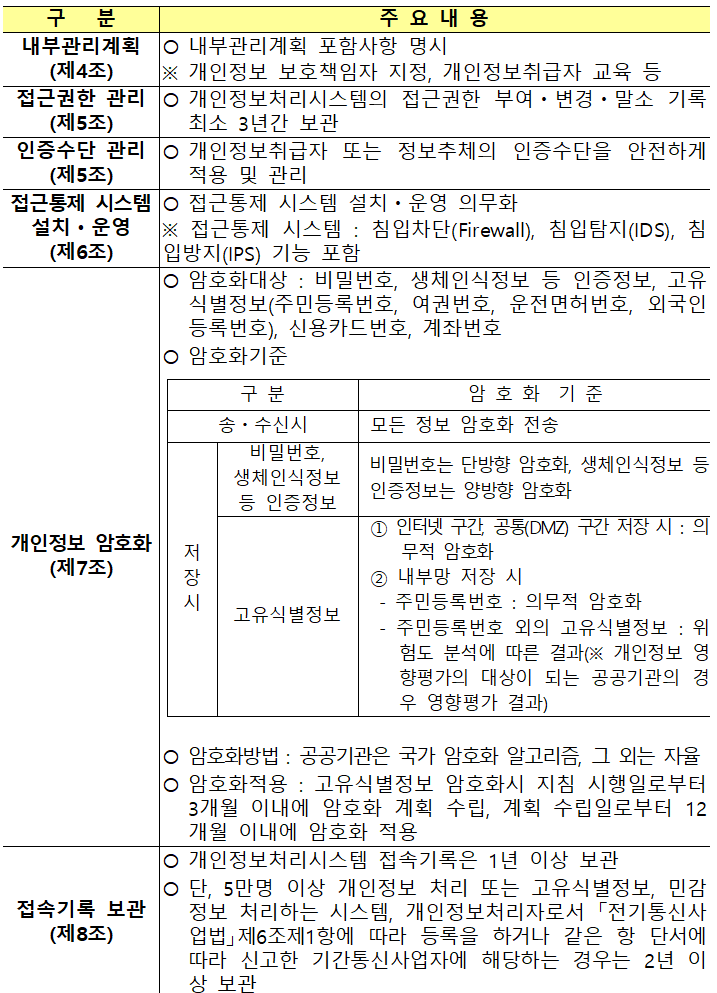 구 분 주 요 내 용
내부관리계획
(제4조)
○ 내부관리계획 포함사항 명시
※ 개인정보 보호책임자 지정, 개인정보취급자 교육 등
접근권한 관리
(제5조)
○ 개인정보처리시스템의 접근권한 부여・변경・말소 기록
최소 3년간 보관
인증수단 관리
(제5조)
○ 개인정보취급자 또는 정보추체의 인증수단을 안전하게
적용 및 관리
접근통제 시스템
설치・운영
(제6조)
○ 접근통제 시스템 설치・운영 의무화
※ 접근통제 시스템 : 침입차단(Firewall), 침입탐지(IDS), 침
입방지(IPS) 기능 포함
개인정보 암호화
(제7조)
○ 암호화대상 : 비밀번호, 생체인식정보 등 인증정보, 고유
식별정보(주민등록번호, 여권번호, 운전면허번호, 외국인
등록번호), 신용카드번호, 계좌번호
○ 암호화기준
구 분 암 호 화 기 준
송・수신시 모든 정보 암호화 전송
저
장
시
비밀번호,
생체인식정보
등 인증정보
비밀번호는 단방향 암호화, 생체인식정보 등
인증정보는 양방향 암호화
고유식별정보
① 인터넷 구간, 공통(DMZ) 구간 저장 시 : 의
무적 암호화
② 내부망 저장 시
- 주민등록번호 : 의무적 암호화
- 주민등록번호 외의 고유식별정보 : 위
험도 분석에 따른 결과(※ 개인정보 영
향평가의 대상이 되는 공공기관의 경
우 영향평가 결과)
○ 암호화방법 : 공공기관은 국가 암호화 알고리즘, 그 외는 자율
○ 암호화적용 : 고유식별정보 암호화시 지침 시행일로부터
3개월 이내에 암호화 계획 수립, 계획 수립일로부터 12
개월 이내에 암호화 적용
접속기록 보관
(제8조)
○ 개인정보처리시스템 접속기록은 1년 이상 보관
○ 단, 5만명 이상 개인정보 처리 또는 고유식별정보, 민감
정보 처리하는 시스템, 개인정보처리자로서 「전기통신사
업법」제6조제1항에 따라 등록을 하거나 같은 항 단서에
따라 신고한 기간통신사업자에 해당하는 경우는 2년 이
상 보관